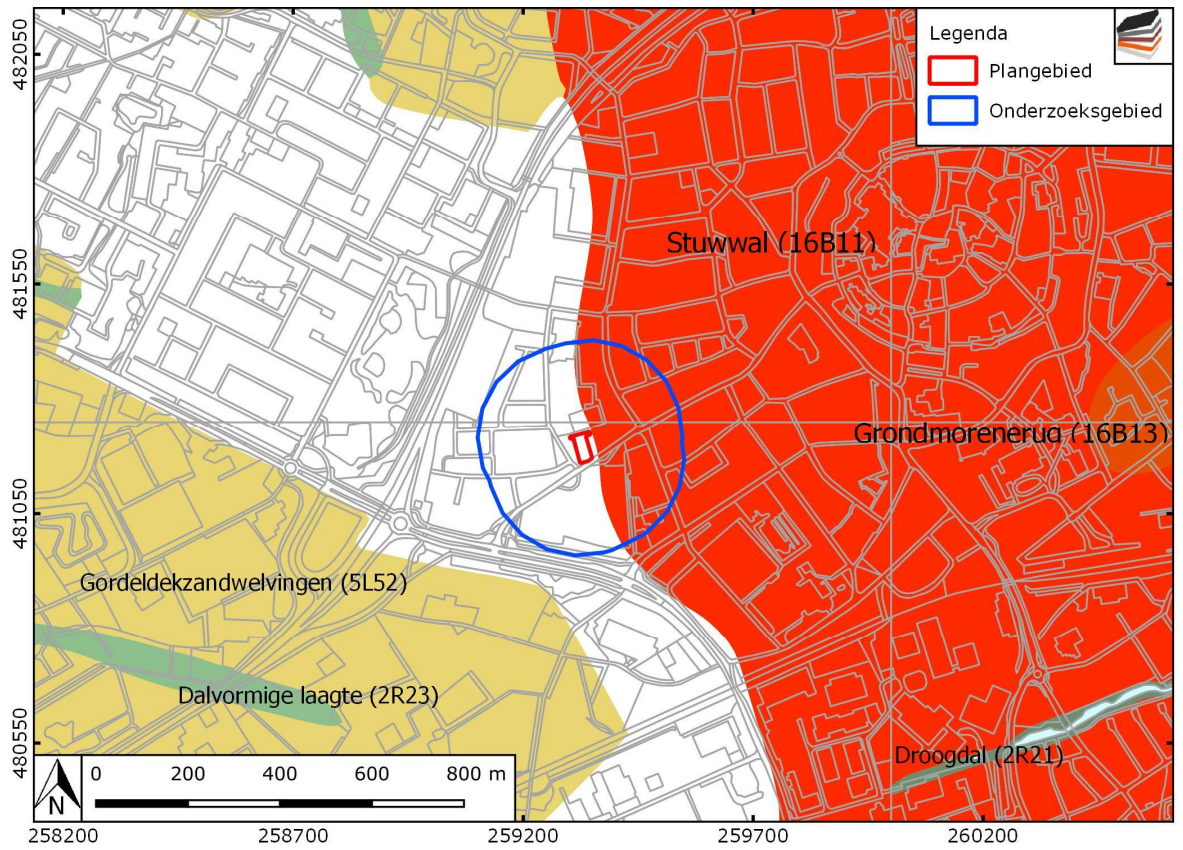 Legenda
Plangebied
Onderzoeksgebied
482050
481550
481050
480550
Stuwwal (16B11)
Grondmorenerug (16B13)
Gordeldekzandwelvingen (5L52)
Dalvormige laagte (2R23)
Droogdal (2R21)
N
0 200 400 600 800 m
258200 258700 259200 259700 260200